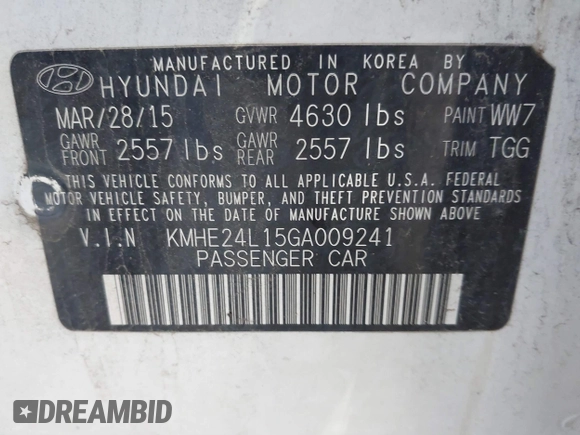 MANUFACTURED IN KOREA BY
HYUNDAI MOTOR COMPANY
MAR/28/15 GVWR 4630 lbs PAINT WW7
GAWR FRONT 2557 lbs GAWR REAR 2557 lbs TRIM TGG
THIS VEHICLE CONFORMS TO ALL APPLICABLE U.S.A. FEDERAL
MOTOR VEHICLE SAFETY, BUMPER, AND THEFT PREVENTION STANDARDS
IN EFFECT ON THE DATE OF MANUFACTURE SHOWN ABOVE
V.I.N KMHE24L15GA009241
PASSENGER CAR
DREAMBID